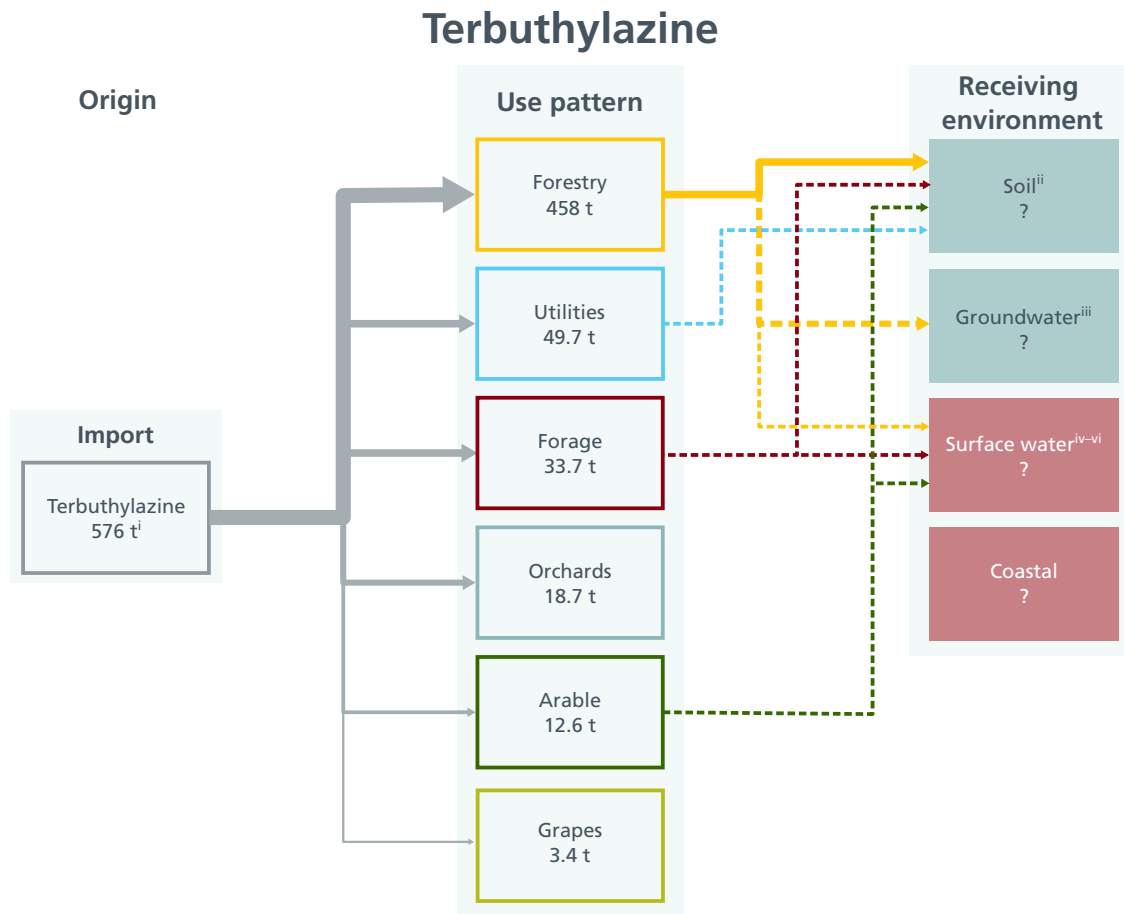 Terbuthylazine
Origin
Use pattern
Receiving
environment
Import
Terbuthylazine
576 tⁱ
Forestry
458 t
Utilities
49.7 t
Forage
33.7 t
Orchards
18.7 t
Arable
12.6 t
Grapes
3.4 t
Soilⁱⁱ
?
Groundwaterⁱⁱⁱ
?
Surface waterⁱᵛ⁻ᵛⁱ
?
Coastal
?